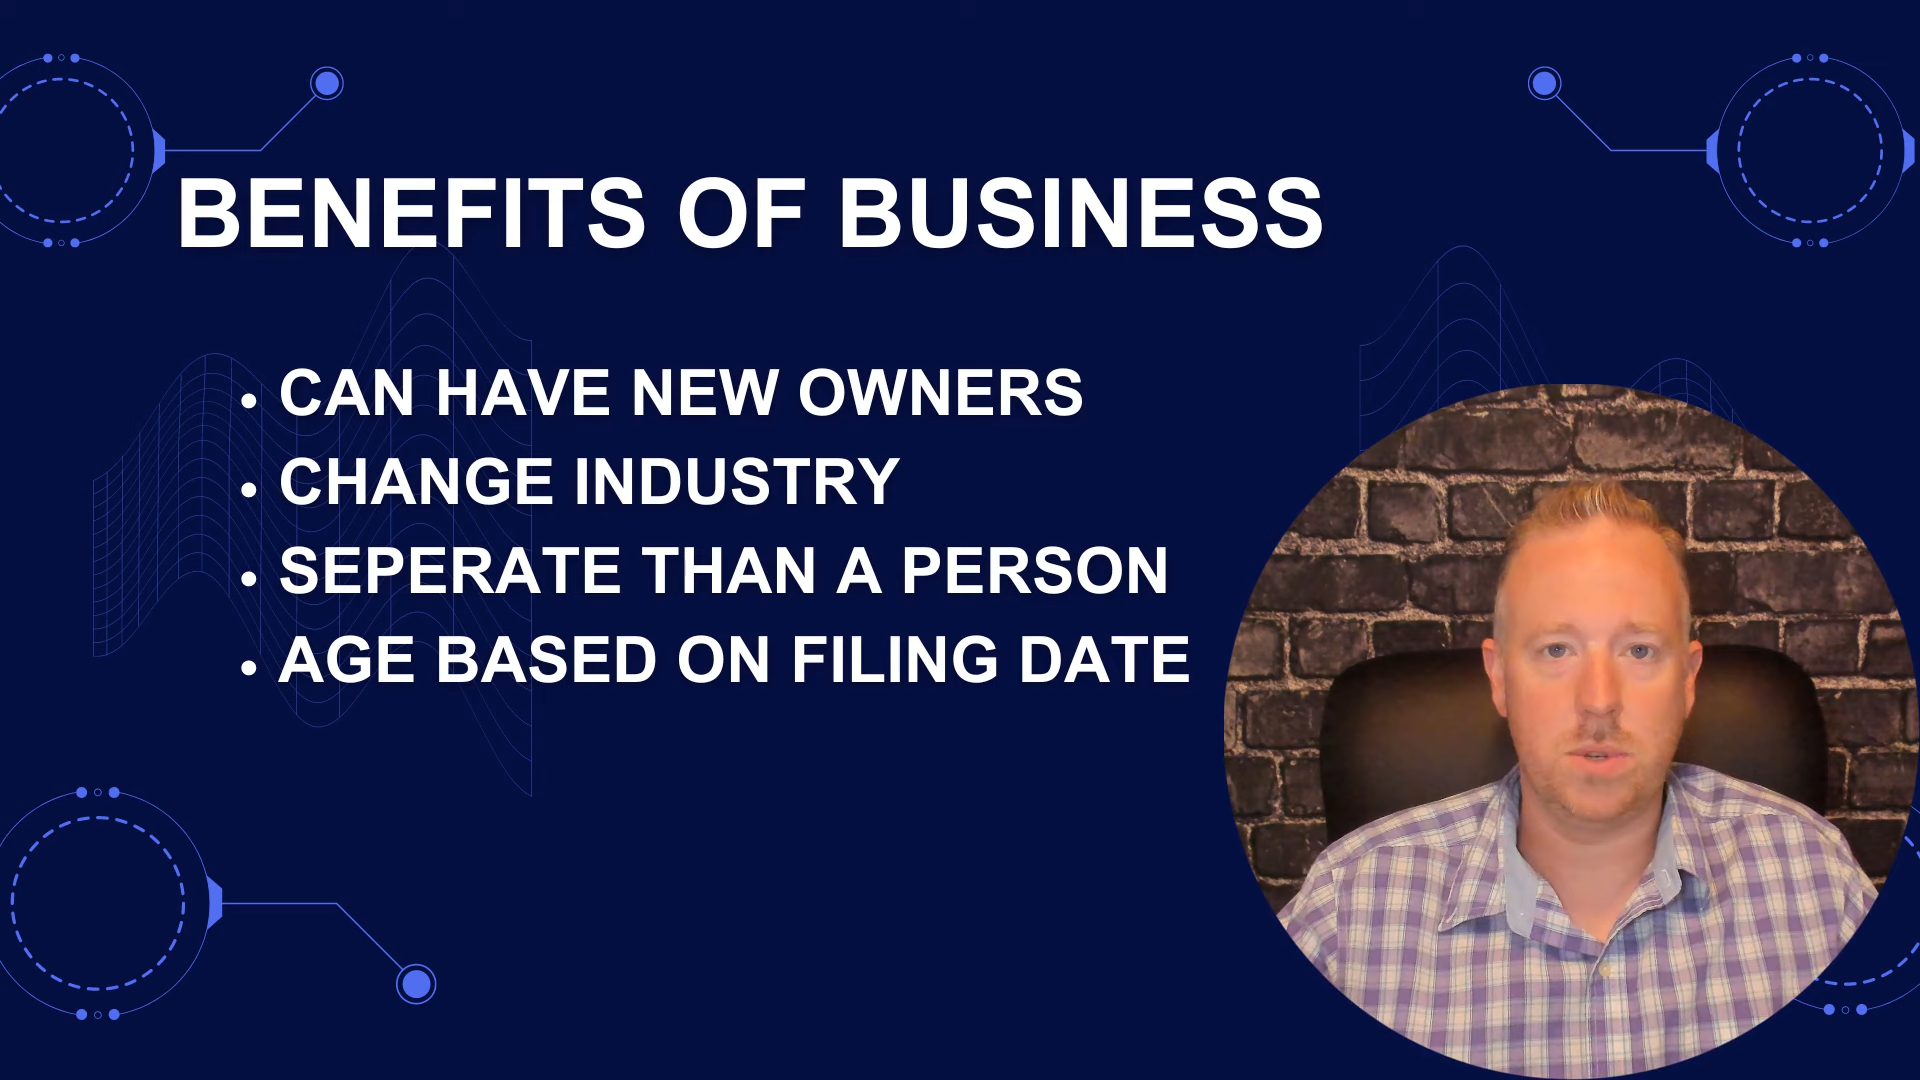 BENEFITS OF BUSINESS
• CAN HAVE NEW OWNERS
• CHANGE INDUSTRY
• SEPERATE THAN A PERSON
• AGE BASED ON FILING DATE